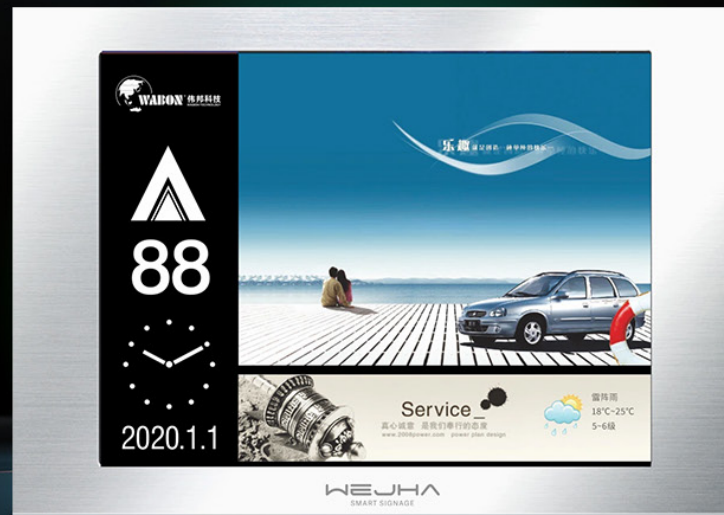 WABON 伟邦科技
WABON TECHNOLOGY
88
2020.1.1
乐趣
Service_
真心诚意 是我们奉行的态度
www.2008power.com power plan design
雷阵雨
18°C~25°C
5~6级
WEJHA
SMART SIGNAGE